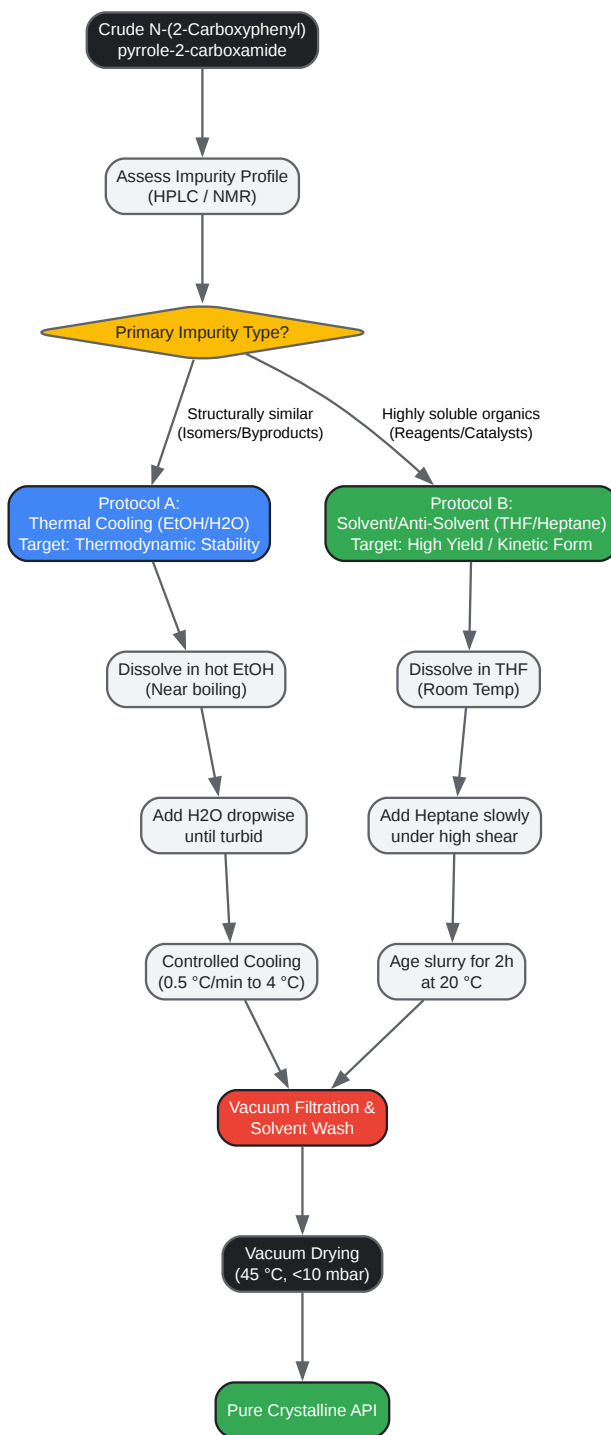 Crude N-(2-Carboxyphenyl)
pyrrole-2-carboxamide
Assess Impurity Profile
(HPLC / NMR)
Primary Impurity Type?
Structurally similar
(Isomers/Byproducts)
Highly soluble organics
(Reagents/Catalysts)
Protocol A:
Thermal Cooling (EtOH/H2O)
Target: Thermodynamic Stability
Protocol B:
Solvent/Anti-Solvent (THF/Heptane)
Target: High Yield / Kinetic Form
Dissolve in hot EtOH
(Near boiling)
Dissolve in THF
(Room Temp)
Add H2O dropwise
until turbid
Add Heptane slowly
under high shear
Controlled Cooling
(0.5 °C/min to 4 °C)
Age slurry for 2h
at 20 °C
Vacuum Filtration &
Solvent Wash
Vacuum Drying
(45 °C, <10 mbar)
Pure Crystalline API